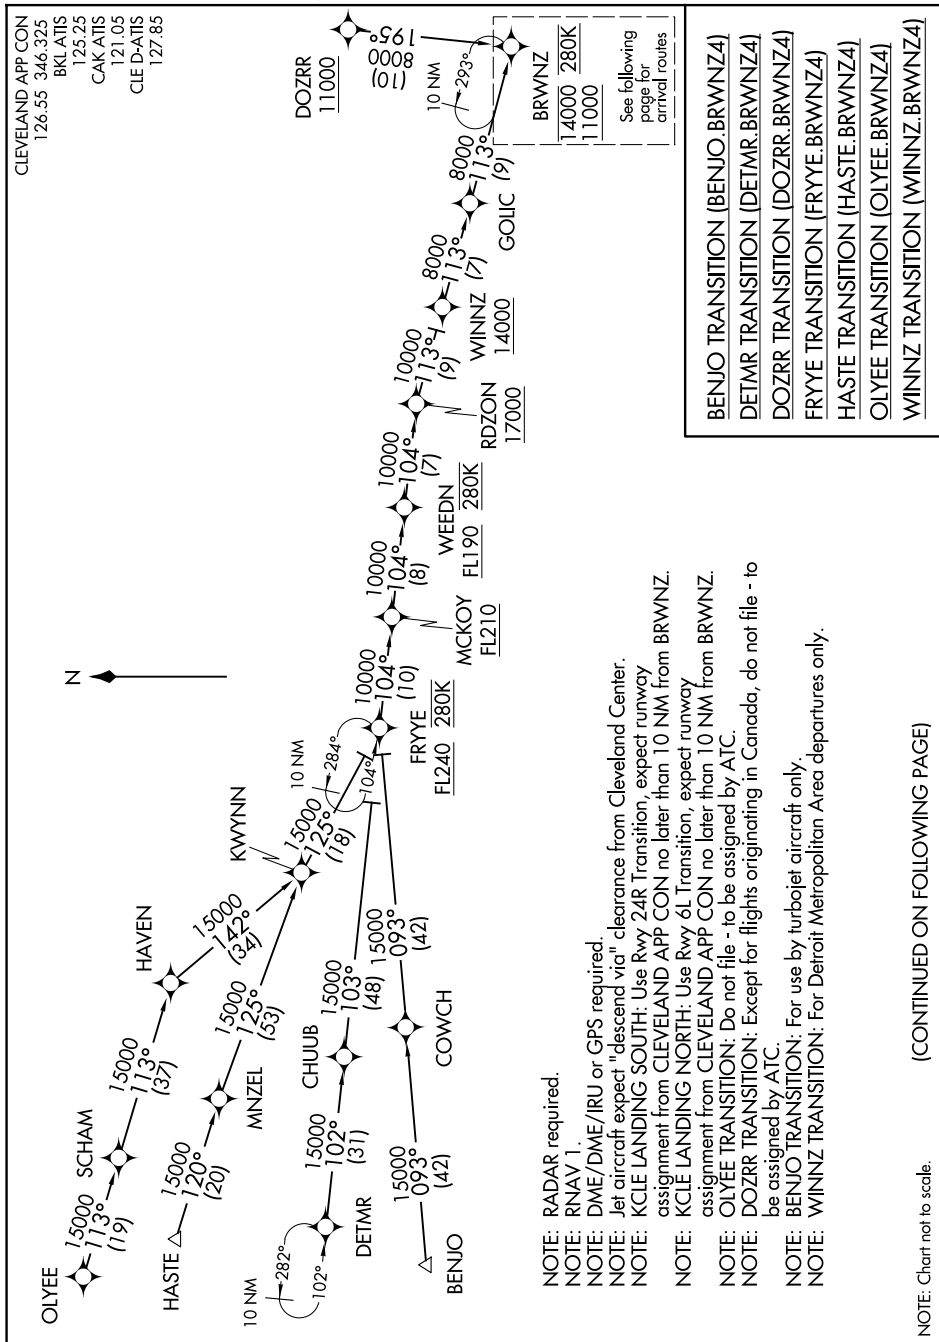 CLEVELAND APP CON
126.55 346.325
BKL ATIS
125.25
CAK ATIS
121.05
CLE D-ATIS
127.85
N
OLYEE
15000
113°
(19)
SCHAM
15000
113°
(37)
HAVEN
15000
142°
(34)
KWYNN
15000
125°
(18)
HASTE
15000
120°
(20)
MNZEL
15000
125°
(53)
10 NM
282°
102°
DETMR
15000
102°
(31)
CHUUB
15000
103°
(48)
BENJO
15000
093°
(42)
COWCH
15000
093°
(42)
10 NM
284°
104°
FRYYE
FL240 280K
10000
104°
(10)
MCKOY
FL210
10000
104°
(8)
WEEDN
FL190 280K
10000
104°
(7)
RDZON
17000
10000
113°
(9)
WINNZ
14000
8000
113°
(7)
GOLIC
8000
113°
(9)
DOZRR
11000
195°
8000
(10)
10 NM
293°
BRWNZ
14000 280K
11000
See following
page for
arrival routes
BENJO TRANSITION (BENJO.BRWNZ4)
DETMR TRANSITION (DETMR.BRWNZ4)
DOZRR TRANSITION (DOZRR.BRWNZ4)
FRYYE TRANSITION (FRYYE.BRWNZ4)
HASTE TRANSITION (HASTE.BRWNZ4)
OLYEE TRANSITION (OLYEE.BRWNZ4)
WINNZ TRANSITION (WINNZ.BRWNZ4)
NOTE: RADAR required.
NOTE: RNAV 1.
NOTE: DME/DME/IRU or GPS required.
NOTE: Jet aircraft expect "descend via" clearance from Cleveland Center.
NOTE: KCLE LANDING SOUTH: Use Rwy 24R Transition, expect runway
assignment from CLEVELAND APP CON no later than 10 NM from BRWNZ.
NOTE: KCLE LANDING NORTH: Use Rwy 6L Transition, expect runway
assignment from CLEVELAND APP CON no later than 10 NM from BRWNZ.
NOTE: OLYEE TRANSITION: Do not file - to be assigned by ATC.
NOTE: DOZRR TRANSITION: Except for flights originating in Canada, do not file - to
be assigned by ATC.
NOTE: BENJO TRANSITION: For use by turbojet aircraft only.
NOTE: WINNZ TRANSITION: For Detroit Metropolitan Area departures only.
(CONTINUED ON FOLLOWING PAGE)
NOTE: Chart not to scale.